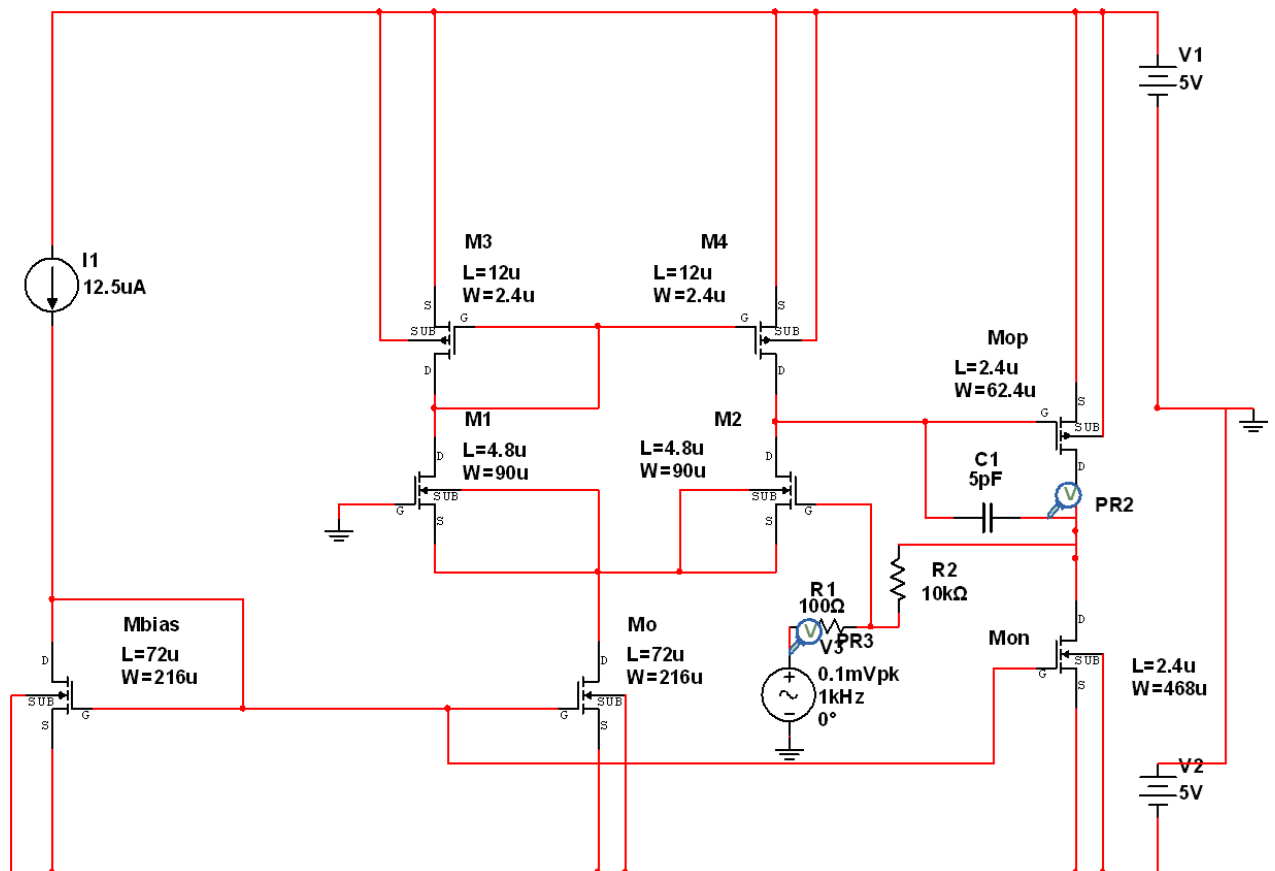 V1
5V
I1
12.5uA
M3
L=12u
W=2.4u
M4
L=12u
W=2.4u
S
SUB
G
D
S
G
SUB
D
Mop
L=2.4u
W=62.4u
S
G
SUB
D
M1
L=4.8u
W=90u
D
SUB
G
S
M2
L=4.8u
W=90u
D
SUB
G
S
C1
5pF
PR2
R2
10kΩ
R1
100Ω
V3
PR3
0.1mVpk
1kHz
0°
Mbias
L=72u
W=216u
D
SUB
G
S
Mo
L=72u
W=216u
D
G
SUB
S
Mon
L=2.4u
W=468u
D
G
SUB
S
V2
5V
V
V